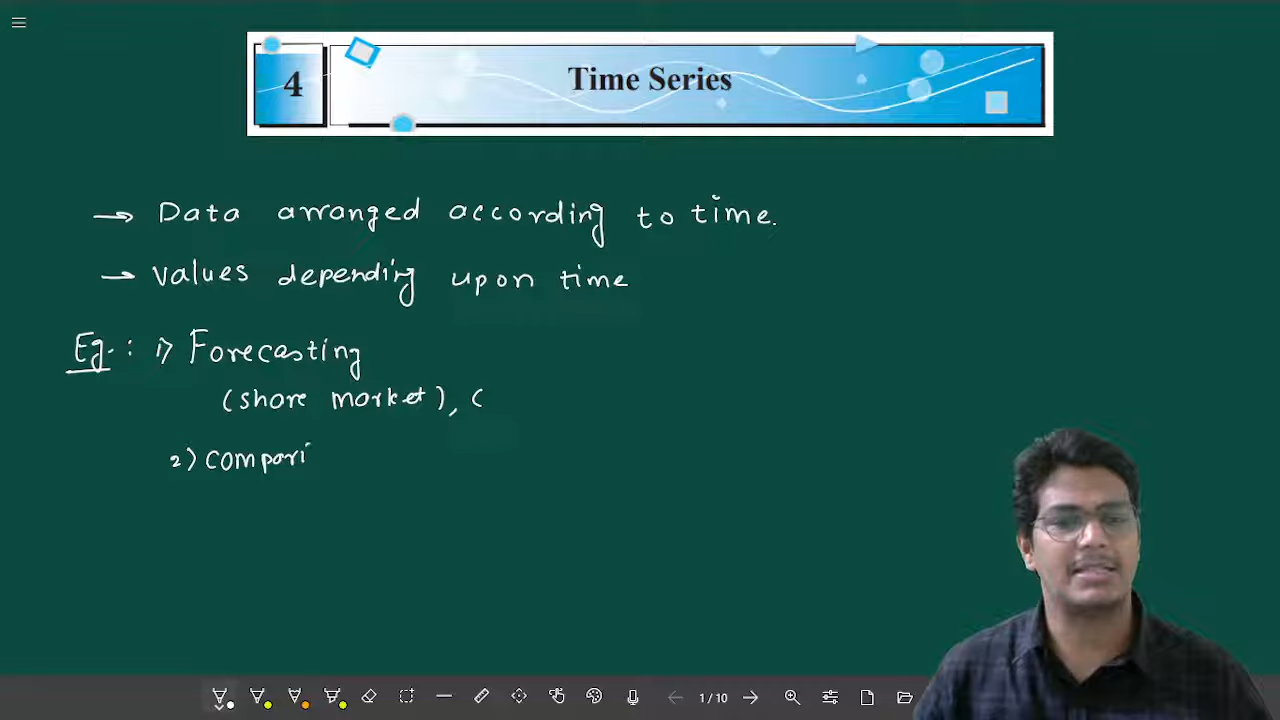 4
Time Series
→ Data arranged according to time.
→ values depending upon time
Eg. : 1) Forecasting
(share market), (
2) compari
1 / 10